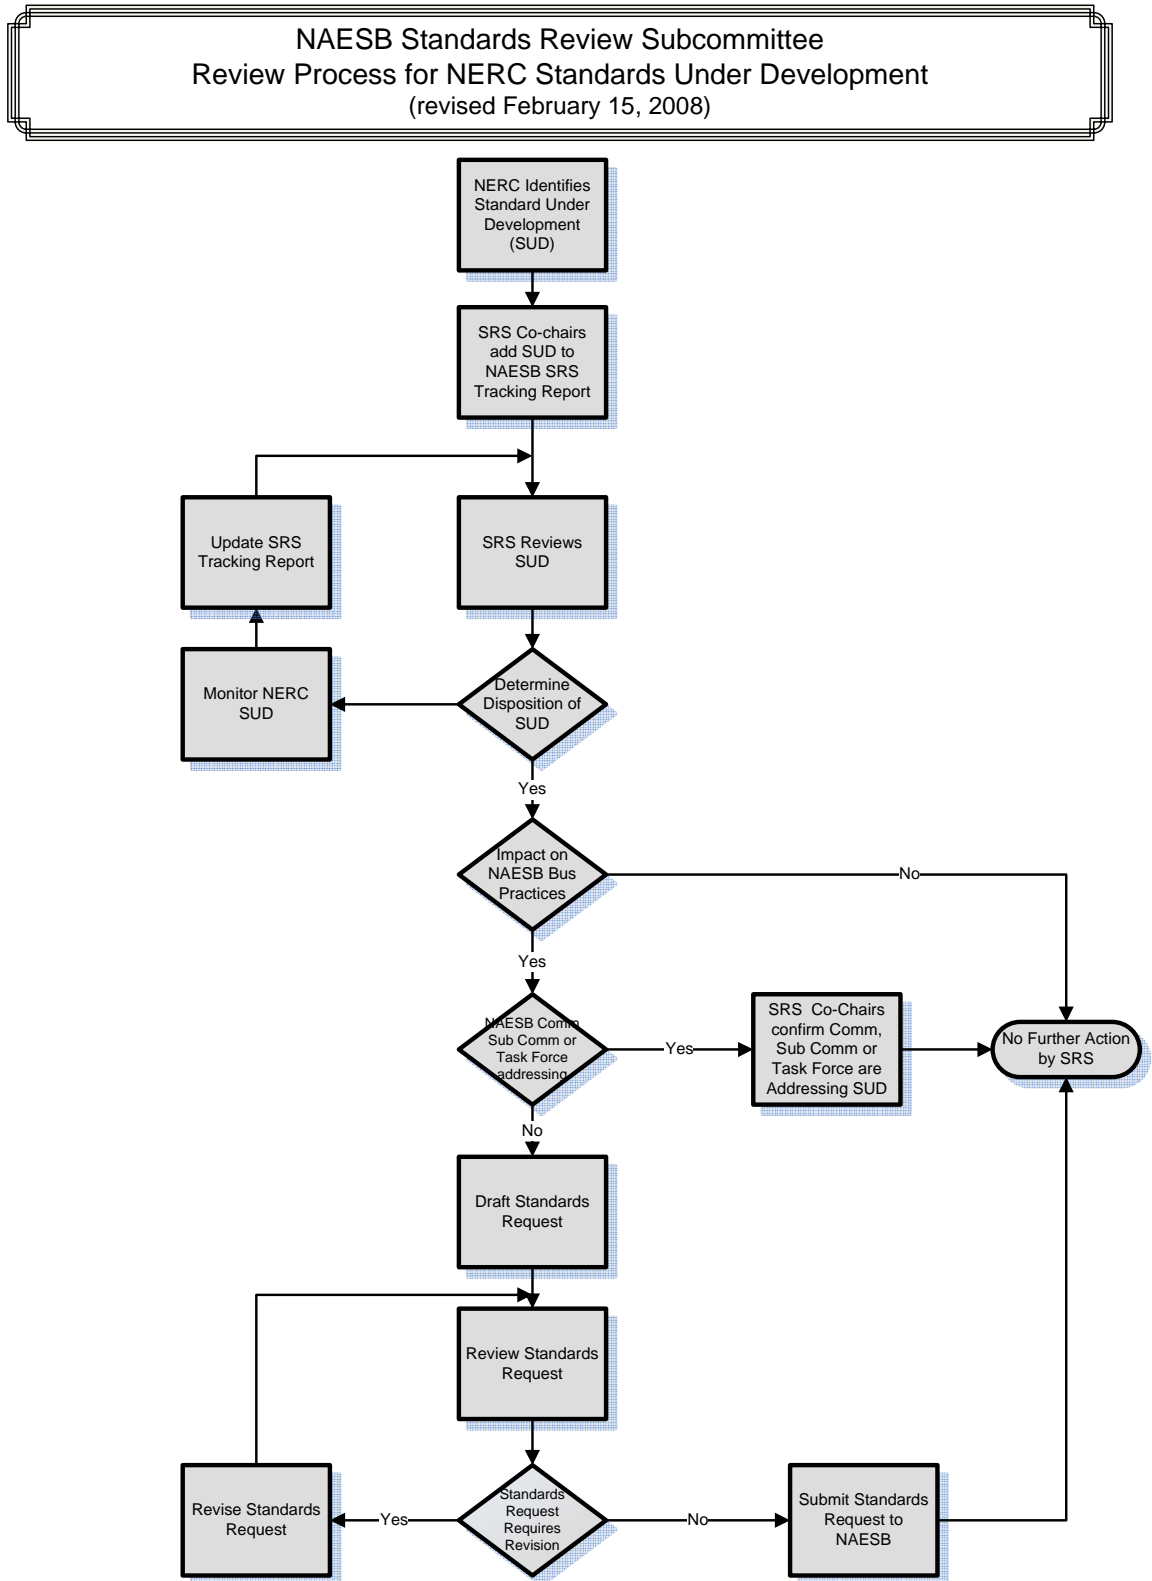 NAESB Standards Review Subcommittee
Review Process for NERC Standards Under Development
(revised February 15, 2008)
NERC Identifies
Standard Under
Development
(SUD)
SRS Co-chairs
add SUD to
NAESB SRS
Tracking Report
Update SRS
Tracking Report
SRS Reviews
SUD
Monitor NERC
SUD
Determine
Disposition of
SUD
Yes
Impact on
NAESB Bus
Practices
No
Yes
NAESB Comm
Sub Comm or
Task Force
addressing
Yes
SRS Co-Chairs
confirm Comm,
Sub Comm or
Task Force are
Addressing SUD
No Further Action
by SRS
No
Draft Standards
Request
Review Standards
Request
Revise Standards
Request
Yes
Standards
Request
Requires
Revision
No
Submit Standards
Request to
NAESB